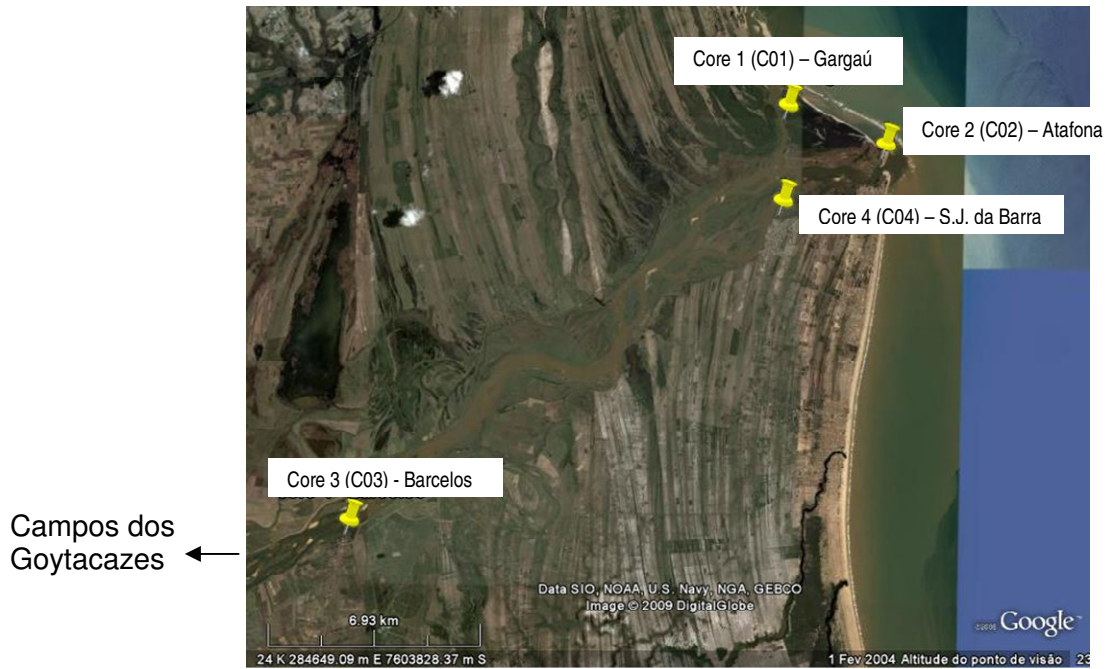 Core 1 (C01) – Gargaú
Core 2 (C02) – Atafona
Core 4 (C04) – S.J. da Barra
Core 3 (C03) - Barcelos
Campos dos
Goytacazes
Data SIO, NOAA, U.S. Navy, NGA, GEBCO
Image © 2009 DigitalGlobe
6.93 km
Google
24 K 284649.09 m E 7603828.37 m S
1 Fev 2004 Altitude do ponto de visão 23